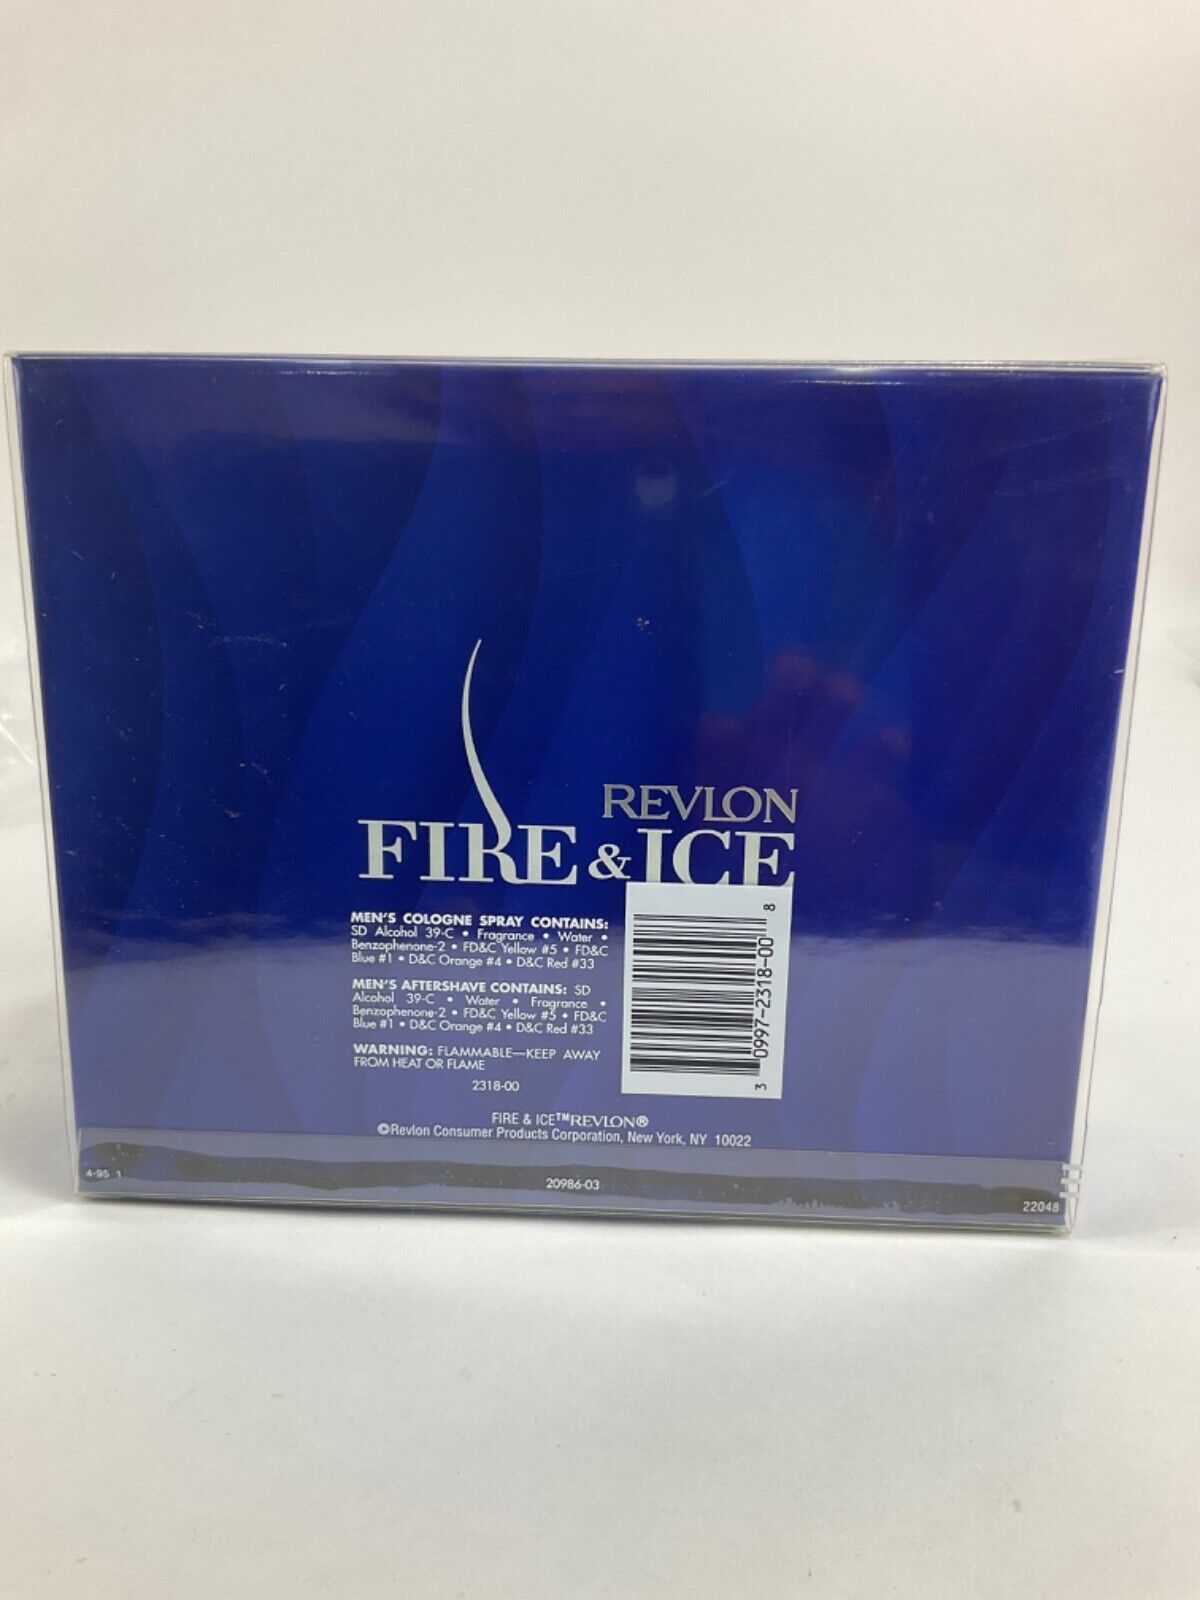 REVLON
FIRE & ICE
MEN'S COLOGNE SPRAY CONTAINS:
SD Alcohol 39-C • Fragrance • Water •
Benzophenone-2 • FD&C Yellow #5 • FD&C
Blue #1 • D&C Orange #4 • D&C Red #33
MEN'S AFTERSHAVE CONTAINS: SD
Alcohol 39-C • Water • Fragrance •
Benzophenone-2 • FD&C Yellow #5 • FD&C
Blue #1 • D&C Orange #4 • D&C Red #33
WARNING: FLAMMABLE—KEEP AWAY
FROM HEAT OR FLAME
2318-00
3 0997-2318-00 8
FIRE & ICE™REVLON®
©Revlon Consumer Products Corporation, New York, NY 10022
4-95 1
20986-03
22048